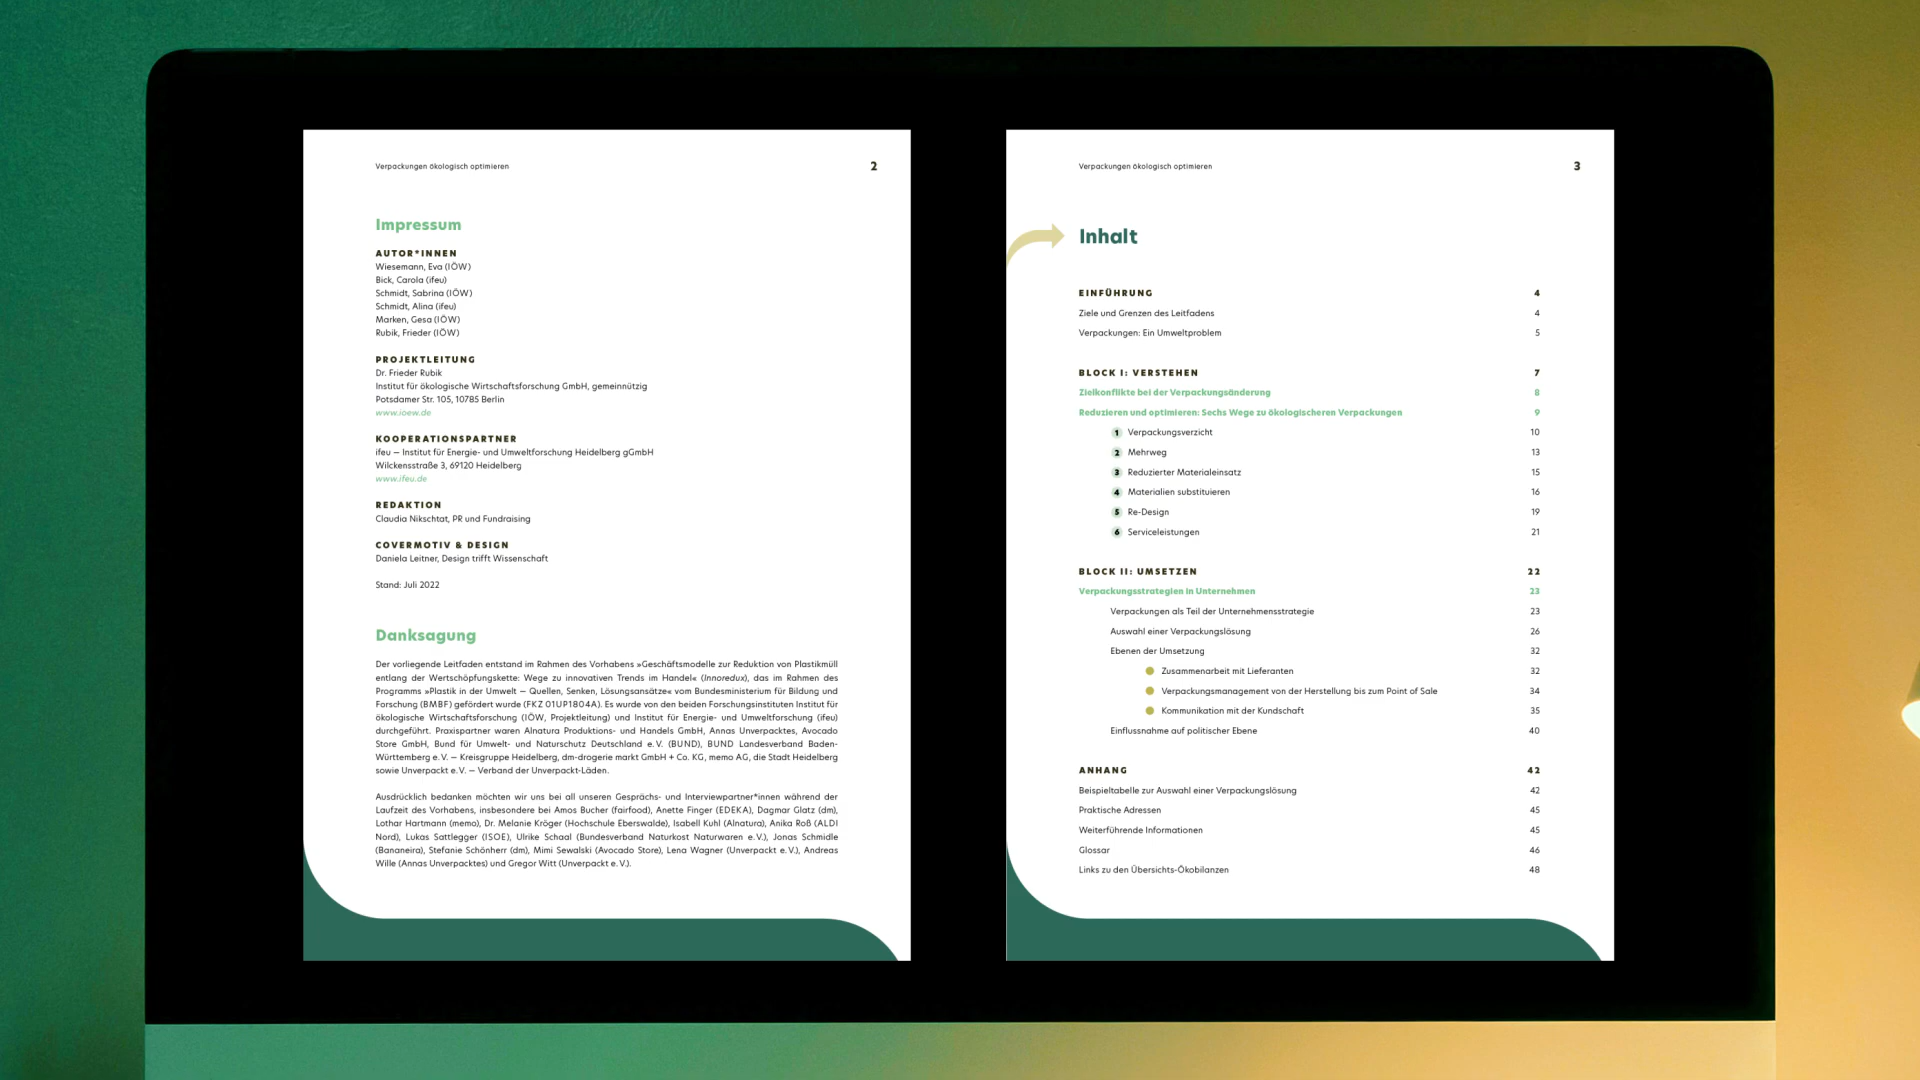 Verpackungen ökologisch optimieren
2
Impressum
AUTOR*INNEN
Wiesemann, Eva (IÖW)
Bick, Carola (ifeu)
Schmidt, Sabrina (IÖW)
Schmidt, Alina (ifeu)
Marken, Gesa (IÖW)
Rubik, Frieder (IÖW)
PROJEKTLEITUNG
Dr. Frieder Rubik
Institut für ökologische Wirtschaftsforschung GmbH, gemeinnützig
Potsdamer Str. 105, 10785 Berlin
www.ioew.de
KOOPERATIONSPARTNER
ifeu – Institut für Energie- und Umweltforschung Heidelberg gGmbH
Wilckensstraße 3, 69120 Heidelberg
www.ifeu.de
REDAKTION
Claudia Nikschtat, PR und Fundraising
COVERMOTIV & DESIGN
Daniela Leitner, Design trifft Wissenschaft
Stand: Juli 2022
Danksagung
Der vorliegende Leitfaden entstand im Rahmen des Vorhabens »Geschäftsmodelle zur Reduktion von Plastikmüll
entlang der Wertschöpfungskette: Wege zu innovativen Trends im Handel« (Innoredux), das im Rahmen des
Programms »Plastik in der Umwelt – Quellen, Senken, Lösungsansätze« vom Bundesministerium für Bildung und
Forschung (BMBF) gefördert wurde (FKZ 01UP1804A). Es wurde von den beiden Forschungsinstituten Institut für
ökologische Wirtschaftsforschung (IÖW, Projektleitung) und Institut für Energie- und Umweltforschung (ifeu)
durchgeführt. Praxispartner waren Alnatura Produktions- und Handels GmbH, Annas Unverpacktes, Avocado
Store GmbH, Bund für Umwelt- und Naturschutz Deutschland e.V. (BUND), BUND Landesverband Baden-
Württemberg e.V. – Kreisgruppe Heidelberg, dm-drogerie markt GmbH + Co. KG, memo AG, die Stadt Heidelberg
sowie Unverpackt e.V. – Verband der Unverpackt-Läden.
Ausdrücklich bedanken möchten wir uns bei all unseren Gesprächs- und Interviewpartner*innen während der
Laufzeit des Vorhabens, insbesondere bei Amos Bucher (fairfood), Anette Finger (EDEKA), Dagmar Glatz (dm),
Lothar Hartmann (memo), Dr. Melanie Kröger (Hochschule Eberswalde), Isabell Kuhl (Alnatura), Anika Roß (ALDI
Nord), Lukas Sattlegger (ISOE), Ulrike Schaal (Bundesverband Naturkost Naturwaren e.V.), Jonas Schmidle
(Bananeira), Stefanie Schönherr (dm), Mimi Sewalski (Avocado Store), Lena Wagner (Unverpackt e.V.), Andreas
Wille (Annas Unverpacktes) und Gregor Witt (Unverpackt e.V.).
Verpackungen ökologisch optimieren
3
Inhalt
EINFÜHRUNG 4
Ziele und Grenzen des Leitfadens 4
Verpackungen: Ein Umweltproblem 5
BLOCK I: VERSTEHEN 7
Zielkonflikte bei der Verpackungsänderung 8
Reduzieren und optimieren: Sechs Wege zu ökologischeren Verpackungen 9
1 Verpackungsverzicht 10
2 Mehrweg 13
3 Reduzierter Materialeinsatz 15
4 Materialien substituieren 16
5 Re-Design 19
6 Serviceleistungen 21
BLOCK II: UMSETZEN 22
Verpackungsstrategien in Unternehmen 23
Verpackungen als Teil der Unternehmensstrategie 23
Auswahl einer Verpackungslösung 26
Ebenen der Umsetzung 32
Zusammenarbeit mit Lieferanten 32
Verpackungsmanagement von der Herstellung bis zum Point of Sale 34
Kommunikation mit der Kundschaft 35
Einflussnahme auf politischer Ebene 40
ANHANG 42
Beispieltabelle zur Auswahl einer Verpackungslösung 42
Praktische Adressen 45
Weiterführende Informationen 45
Glossar 46
Links zu den Übersichts-Ökobilanzen 48